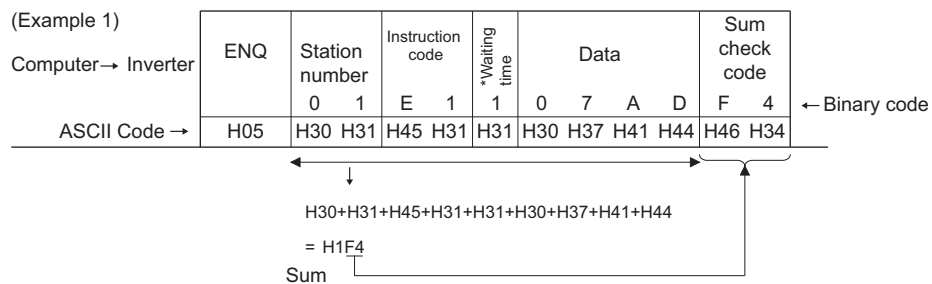 (Example 1)
Computer→ Inverter
ENQ
Station
number
Instruction
code
*Waiting
time
Data
Sum
check
code
0 1 E 1 1 0 7 A D F 4
←Binary code
ASCII Code →
H05 H30 H31 H45 H31 H31 H30 H37 H41 H44 H46 H34
H30+H31+H45+H31+H31+H30+H37+H41+H44
= H1F4
Sum